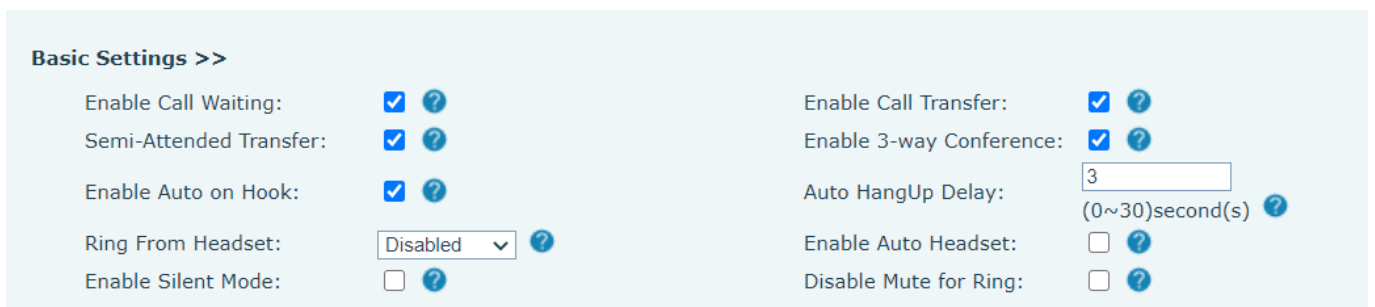 Basic Settings >>
Enable Call Waiting: ? Enable Call Transfer: ?
Semi-Attended Transfer: ? Enable 3-way Conference: ?
Enable Auto on Hook: ? Auto HangUp Delay: 3
(0~30)second(s) ?
Ring From Headset: Disabled ? Enable Auto Headset: ?
Enable Silent Mode: ? Disable Mute for Ring: ?